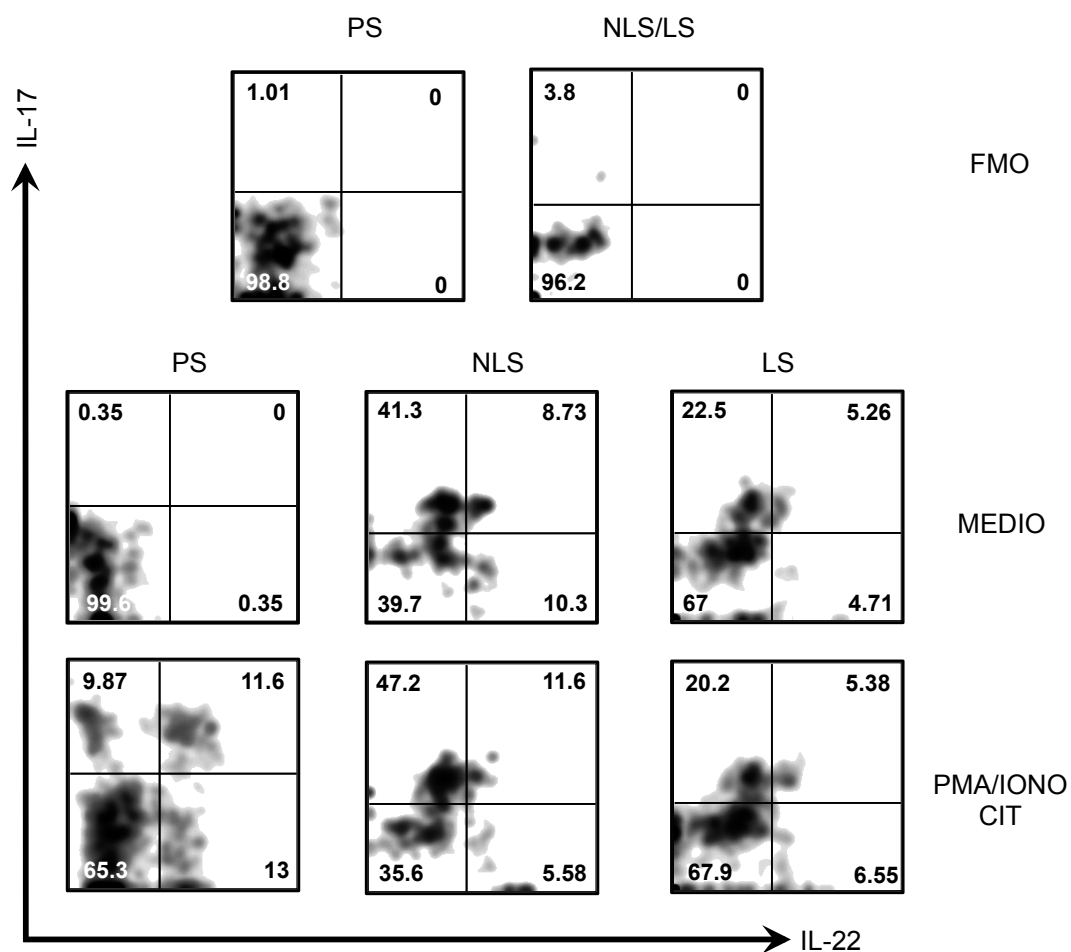 PS NLS/LS
IL-17
1.01 0
3.8 0
FMO
98.8 0
96.2 0
PS NLS LS
0.35 0
41.3 8.73
22.5 5.26
MEDIO
99.6 0.35
39.7 10.3
67 4.71
9.87 11.6
47.2 11.6
20.2 5.38
PMA/IONO
CIT
65.3 13
35.6 5.58
67.9 6.55
IL-22